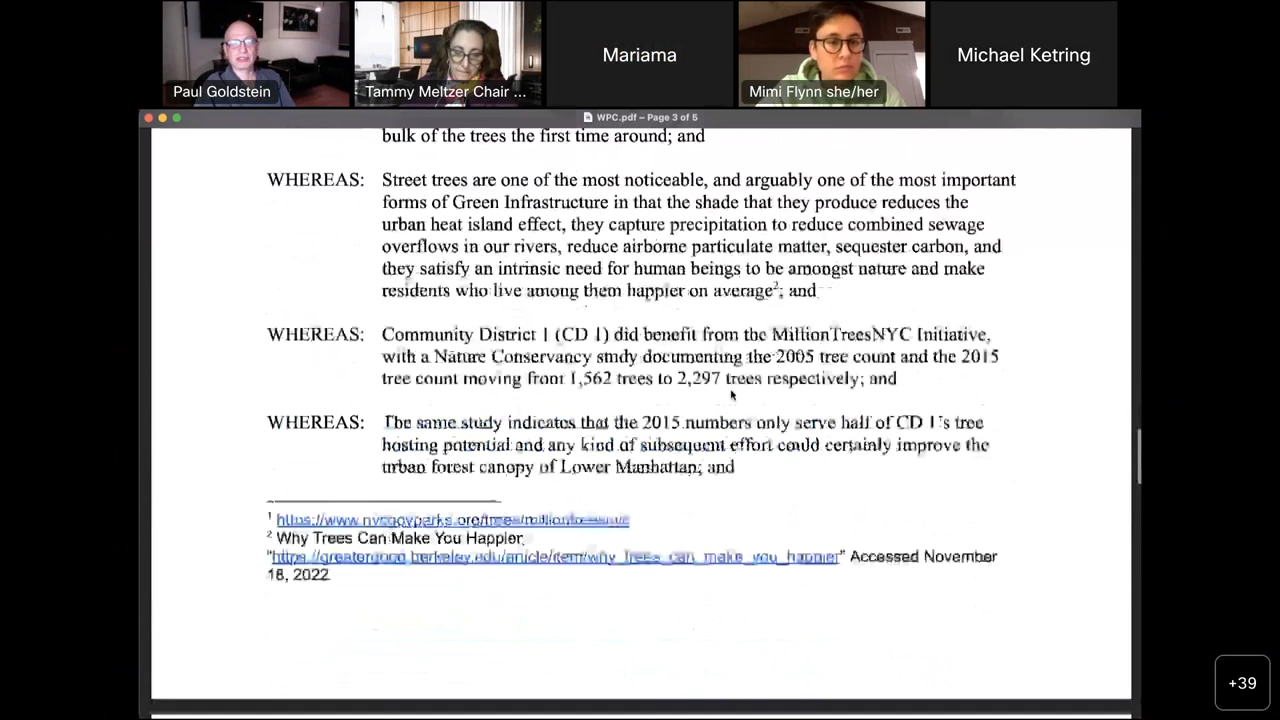 Paul Goldstein
Tammy Meltzer Chair ...
Mariama
Mimi Flynn she/her
Michael Ketring
WPC.pdf – Page 3 of 5
bulk of the trees the first time around; and
WHEREAS: Street trees are one of the most noticeable, and arguably one of the most important
forms of Green Infrastructure in that the shade that they produce reduces the
urban heat island effect, they capture precipitation to reduce combined sewage
overflows in our rivers, reduce airborne particulate matter, sequester carbon, and
they satisfy an intrinsic need for human beings to be amongst nature and make
residents who live among them happier on average²; and
WHEREAS: Community District 1 (CD 1) did benefit from the MillionTreesNYC Initiative,
with a Nature Conservancy study documenting the 2005 tree count and the 2015
tree count moving from 1,562 trees to 2,297 trees respectively; and
WHEREAS: The same study indicates that the 2015 numbers only serve half of CD 1's tree
hosting potential and any kind of subsequent effort could certainly improve the
urban forest canopy of Lower Manhattan; and
¹
² Why Trees Can Make You Happier
"https://greatergood.berkeley.edu/article/item/why_trees_can_make_you_happier" Accessed November
18, 2022
+39